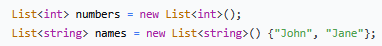 List<int> numbers = new List<int>();
List<string> names = new List<string>() {"John", "Jane"};